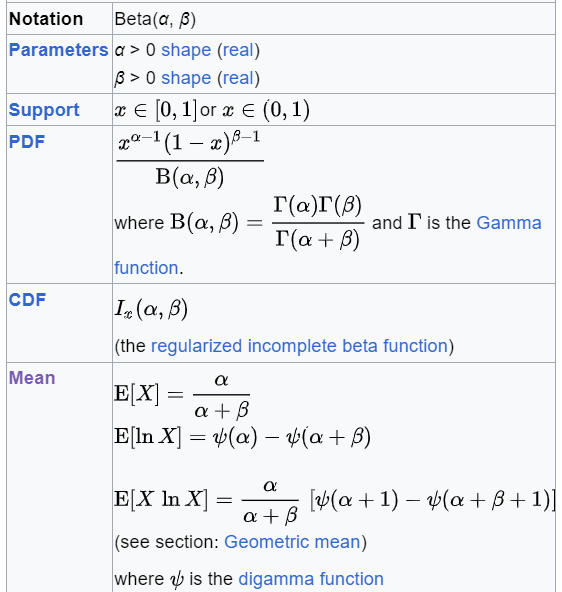 Notation Beta(α, β)
Parameters α > 0 shape (real)
β > 0 shape (real)
Support x ∈ [0, 1] or x ∈ (0, 1)
PDF x^{α−1}(1 − x)^{β−1} / B(α, β)
where B(α, β) = Γ(α)Γ(β) / Γ(α + β) and Γ is the Gamma
function.
CDF I_x(α, β)
(the regularized incomplete beta function)
Mean E[X] = α / (α + β)
E[ln X] = ψ(α) − ψ(α + β)
E[X ln X] = α / (α + β) [ψ(α + 1) − ψ(α + β + 1)]
(see section: Geometric mean)
where ψ is the digamma function